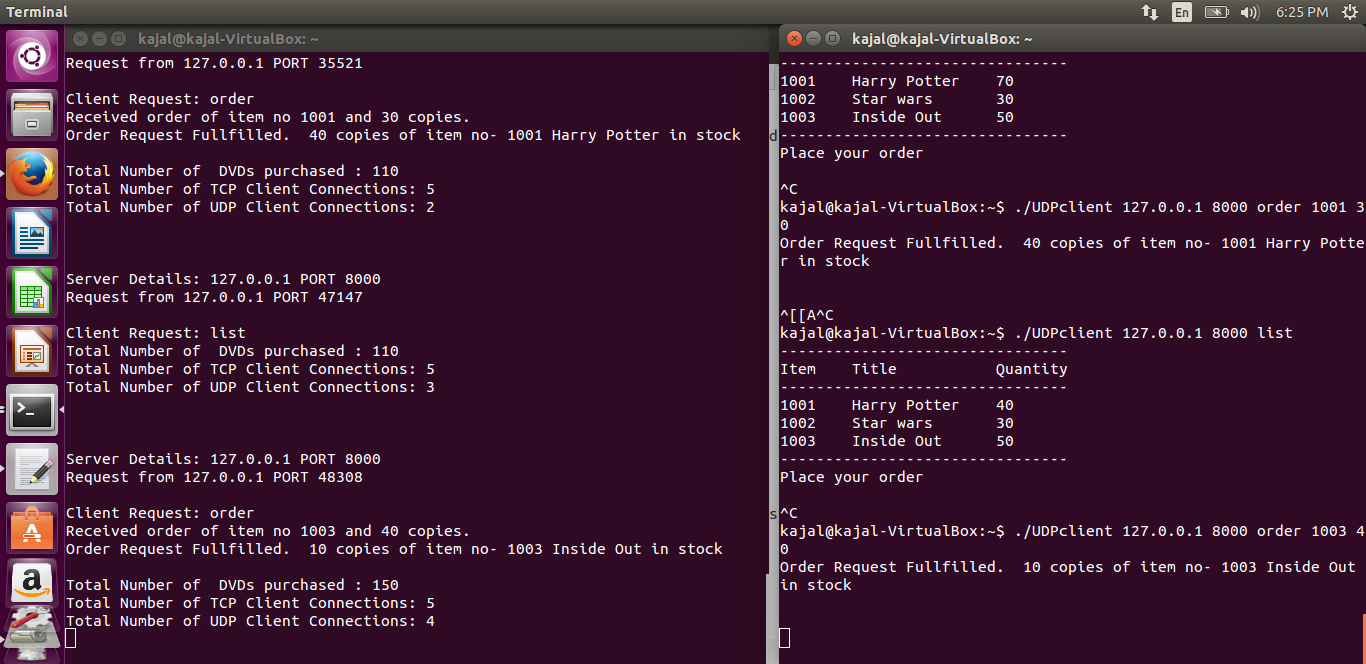 Terminal
En
6:25 PM
kajal@kajal-VirtualBox: ~
Request from 127.0.0.1 PORT 35521
Client Request: order
Received order of item no 1001 and 30 copies.
Order Request Fullfilled.  40 copies of item no- 1001 Harry Potter in stock
Total Number of  DVDs purchased : 110
Total Number of TCP Client Connections: 5
Total Number of UDP Client Connections: 2
Server Details: 127.0.0.1 PORT 8000
Request from 127.0.0.1 PORT 47147
Client Request: list
Total Number of  DVDs purchased : 110
Total Number of TCP Client Connections: 5
Total Number of UDP Client Connections: 3
Server Details: 127.0.0.1 PORT 8000
Request from 127.0.0.1 PORT 48308
Client Request: order
Received order of item no 1003 and 40 copies.
Order Request Fullfilled.  10 copies of item no- 1003 Inside Out in stock
Total Number of  DVDs purchased : 150
Total Number of TCP Client Connections: 5
Total Number of UDP Client Connections: 4
d
s
kajal@kajal-VirtualBox: ~
--------------------------------
1001    Harry Potter    70
1002    Star wars       30
1003    Inside Out      50
--------------------------------
Place your order
^C
kajal@kajal-VirtualBox:~$ ./UDPclient 127.0.0.1 8000 order 1001 3
0
Order Request Fullfilled.  40 copies of item no- 1001 Harry Potte
r in stock
^[[A^C
kajal@kajal-VirtualBox:~$ ./UDPclient 127.0.0.1 8000 list
--------------------------------
Item    Title           Quantity
--------------------------------
1001    Harry Potter    40
1002    Star wars       30
1003    Inside Out      50
--------------------------------
Place your order
^C
kajal@kajal-VirtualBox:~$ ./UDPclient 127.0.0.1 8000 order 1003 4
0
Order Request Fullfilled.  10 copies of item no- 1003 Inside Out
in stock